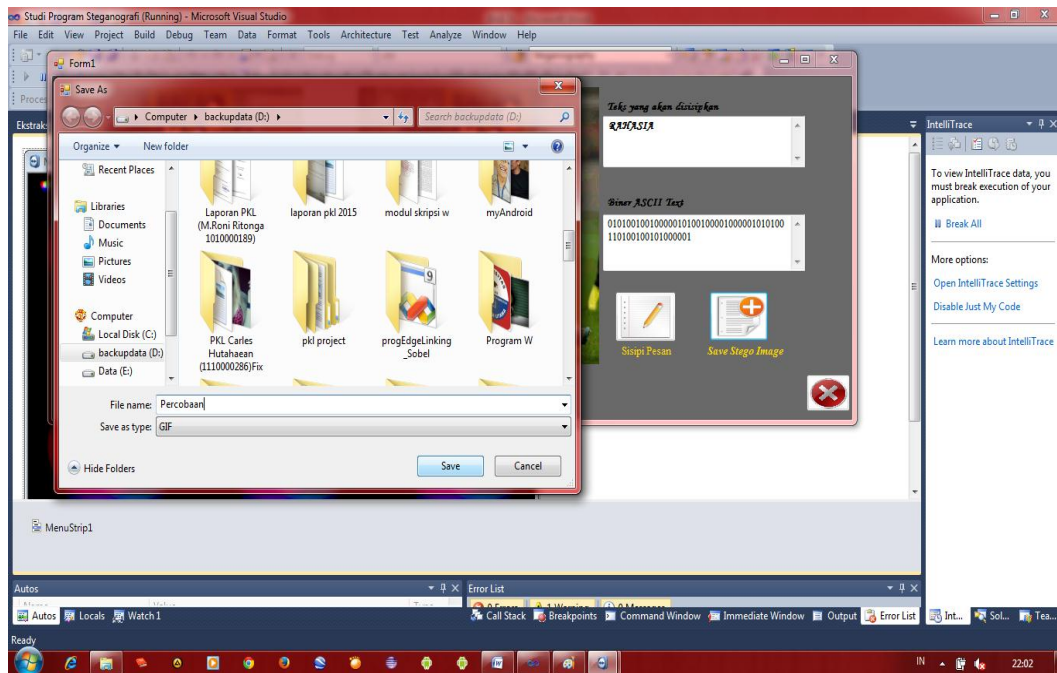 Studi Program Steganografi (Running) - Microsoft Visual Studio
File Edit View Project Build Debug Team Data Format Tools Architecture Test Analyze Window Help
Form1
Save As
Computer backupdata (D:)
Search backupdata (D:)
Organize New folder
Recent Places
Libraries
Documents
Music
Pictures
Videos
Computer
Local Disk (C:)
backupdata (D:)
Data (E:)
Laporan PKL
(M.Roni Ritonga
1010000189)
laporan pkl 2015
modul skripsi w
myAndroid
PKL Carles
Hutahaean
(1110000286)Fix
pkl project
progEdgeLinking
_Sobel
Program W
File name: Percobaan
Save as type: GIF
Hide Folders
Save
Cancel
Teks yang akan disisipkan
RAHASIA
Biner ASCII Text
Sisipi Pesan
Save Stego Image
IntelliTrace
To view IntelliTrace data, you
must break execution of your
application.
Break All
More options:
Open IntelliTrace Settings
Disable Just My Code
Learn more about IntelliTrace
MenuStrip1
Autos
Error List
Autos Locals Watch 1
Call Stack Breakpoints Command Window Immediate Window Output Error List
Int... Sol... Tea...
Ready
IN
22:02